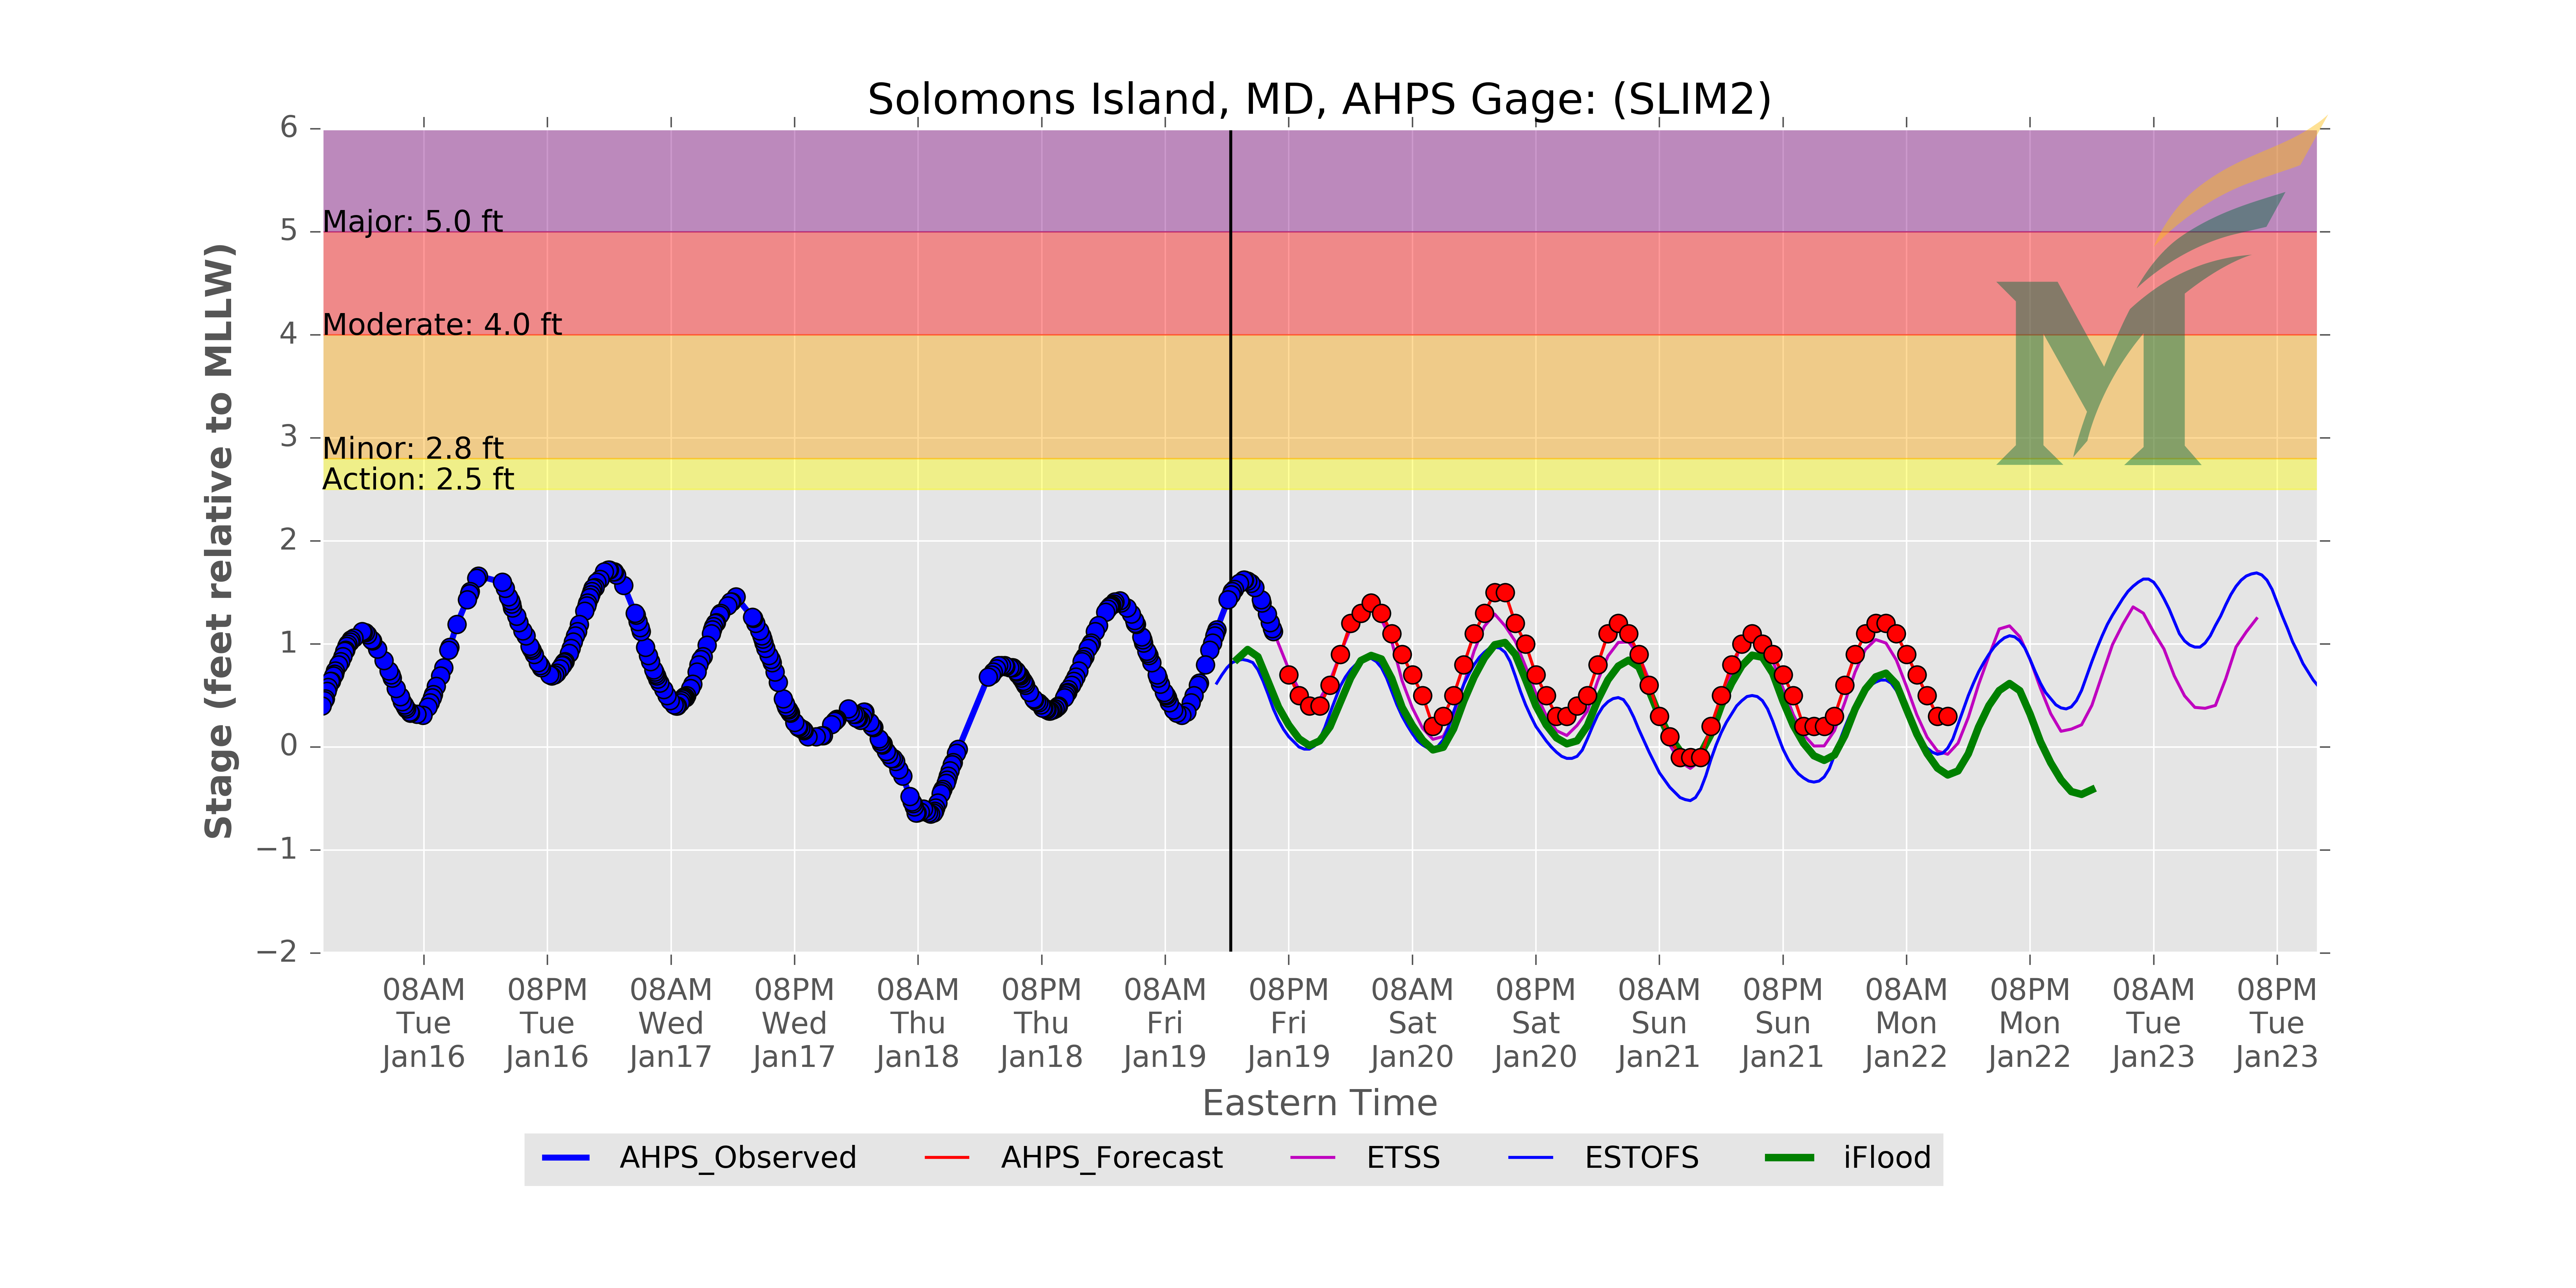 Solomons Island, MD, AHPS Gage: (SLIM2)
6
5
4
3
2
1
0
−1
−2
Stage (feet relative to MLLW)
Major: 5.0 ft
Moderate: 4.0 ft
Minor: 2.8 ft
Action: 2.5 ft
M
08AM 08PM 08AM 08PM 08AM 08PM 08AM 08PM 08AM 08PM 08AM 08PM 08AM 08PM 08AM 08PM
Tue Tue Wed Wed Thu Thu Fri Fri Sat Sat Sun Sun Mon Mon Tue Tue
Jan16 Jan16 Jan17 Jan17 Jan18 Jan18 Jan19 Jan19 Jan20 Jan20 Jan21 Jan21 Jan22 Jan22 Jan23 Jan23
Eastern Time
AHPS_Observed AHPS_Forecast ETSS ESTOFS iFlood